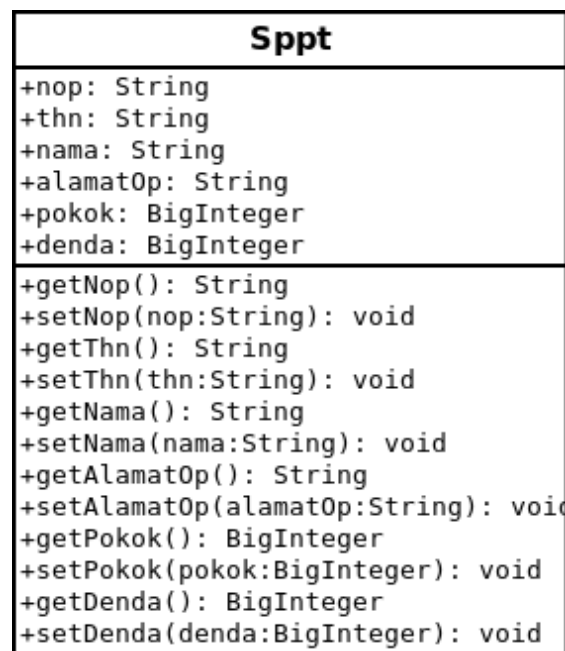 Sppt
+nop: String
+thn: String
+nama: String
+alamatOp: String
+pokok: BigInteger
+denda: BigInteger
+getNop(): String
+setNop(nop:String): void
+getThn(): String
+setThn(thn:String): void
+getNama(): String
+setNama(nama:String): void
+getAlamatOp(): String
+setAlamatOp(alamatOp:String): void
+getPokok(): BigInteger
+setPokok(pokok:BigInteger): void
+getDenda(): BigInteger
+setDenda(denda:BigInteger): void